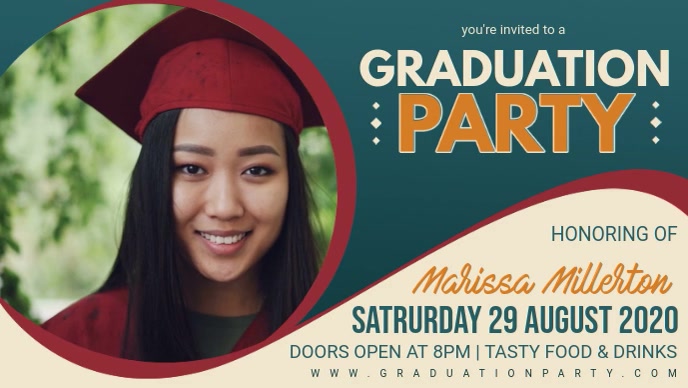 you're invited to a
GRADUATION
PARTY
HONORING OF
Marissa Millerton
SATRURDAY 29 AUGUST 2020
DOORS OPEN AT 8PM | TASTY FOOD & DRINKS
WWW.GRADUATIONPARTY.COM